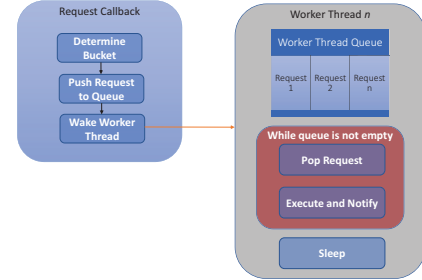 Request Callback
Determine
Bucket
Push Request
to Queue
Wake Worker
Thread
Worker Thread n
Worker Thread Queue
Request
1
Request
2
Request
n
While queue is not empty
Pop Request
Execute and Notify
Sleep